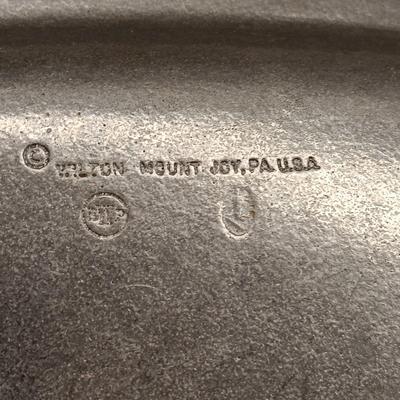 © WILTON MOUNT JOY, PA. U.S.A